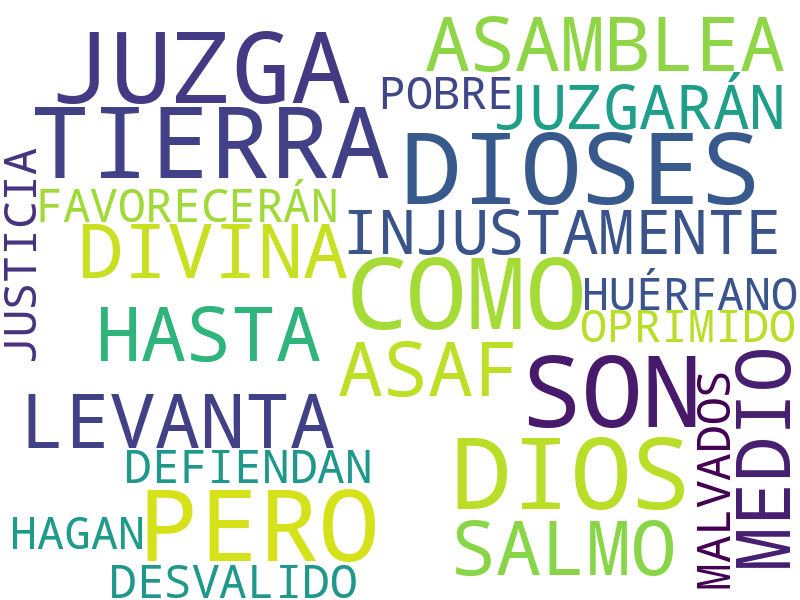 JUZGA
ASAMBLEA
POBRE
JUZGARÁN
TIERRA
DIOSES
JUSTICIA
FAVORECERÁN
INJUSTAMENTE
DIVINA
COMO
HUÉRFANO
HASTA
OPRIMIDO
ASAF
SON
MEDIO
MALVADOS
LEVANTA
DIOS
DEFIENDAN
PERO
HAGAN
SALMO
DESVALIDO